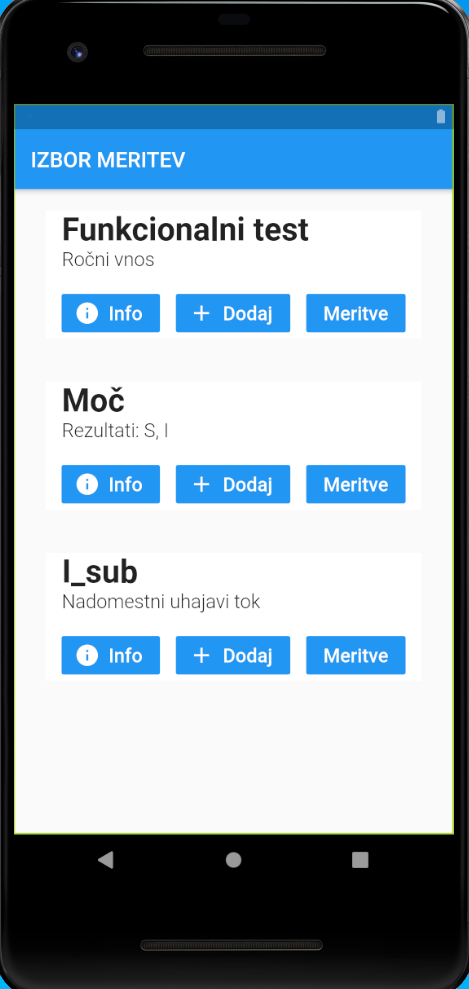 IZBOR MERITEV
Funkcionalni test
Ročni vnos
Info
Dodaj
Meritve
Moč
Rezultati: S, I
Info
Dodaj
Meritve
I_sub
Nadomestni uhajavi tok
Info
Dodaj
Meritve